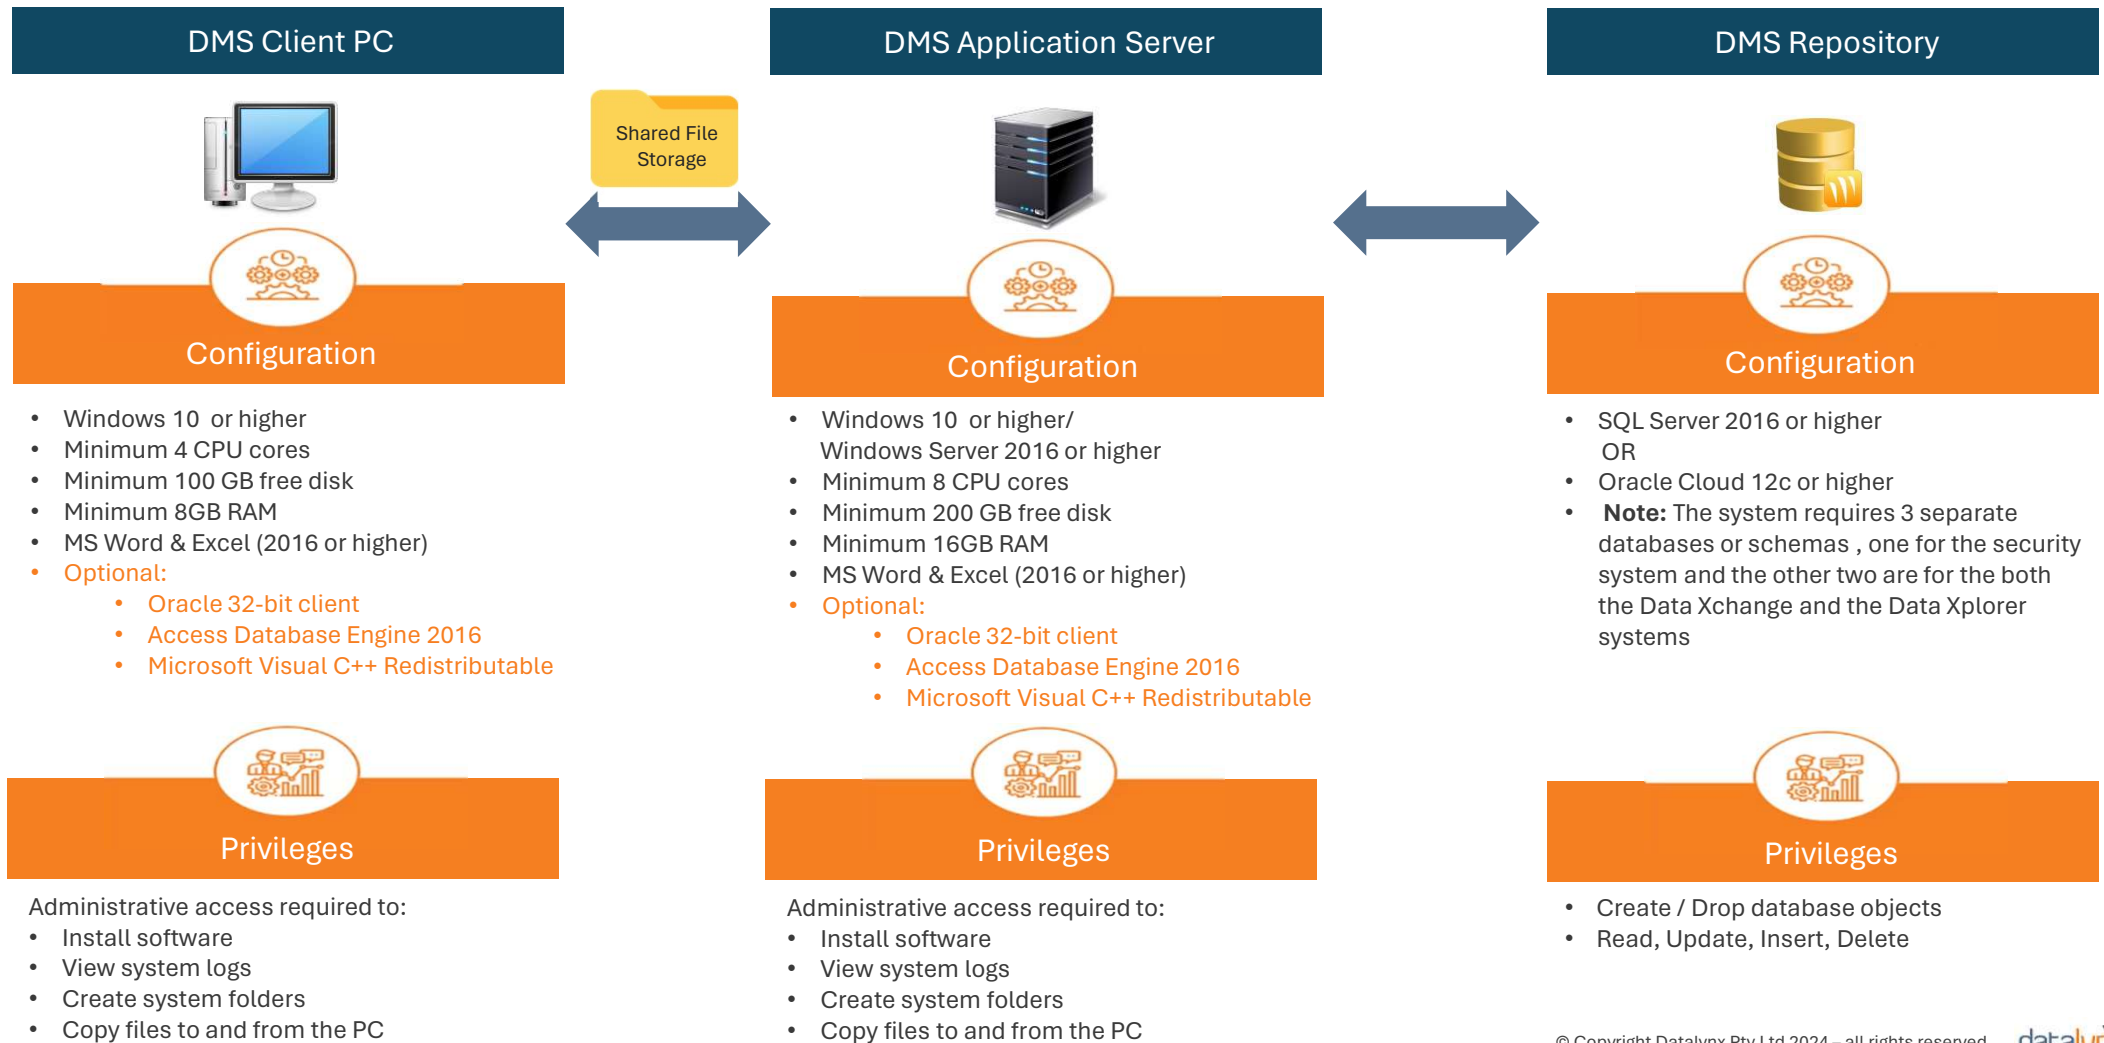 DMS Client PC
Shared File
Storage
Configuration
• Windows 10  or higher
• Minimum 4 CPU cores
• Minimum 100 GB free disk
• Minimum 8GB RAM
• MS Word & Excel (2016 or higher)
• Optional:
• Oracle 32-bit client
• Access Database Engine 2016
• Microsoft Visual C++ Redistributable
Privileges
Administrative access required to:
• Install software
• View system logs
• Create system folders
• Copy files to and from the PC
DMS Application Server
Configuration
• Windows 10  or higher/
Windows Server 2016 or higher
• Minimum 8 CPU cores
• Minimum 200 GB free disk
• Minimum 16GB RAM
• MS Word & Excel (2016 or higher)
• Optional:
• Oracle 32-bit client
• Access Database Engine 2016
• Microsoft Visual C++ Redistributable
Privileges
Administrative access required to:
• Install software
• View system logs
• Create system folders
• Copy files to and from the PC
DMS Repository
Configuration
• SQL Server 2016 or higher
OR
• Oracle Cloud 12c or higher
• Note: The system requires 3 separate
databases or schemas , one for the security
system and the other two are for the both
the Data Xchange and the Data Xplorer
systems
Privileges
• Create / Drop database objects
• Read, Update, Insert, Delete
© Copyright Datalynx Pty Ltd 2024 – all rights reserved